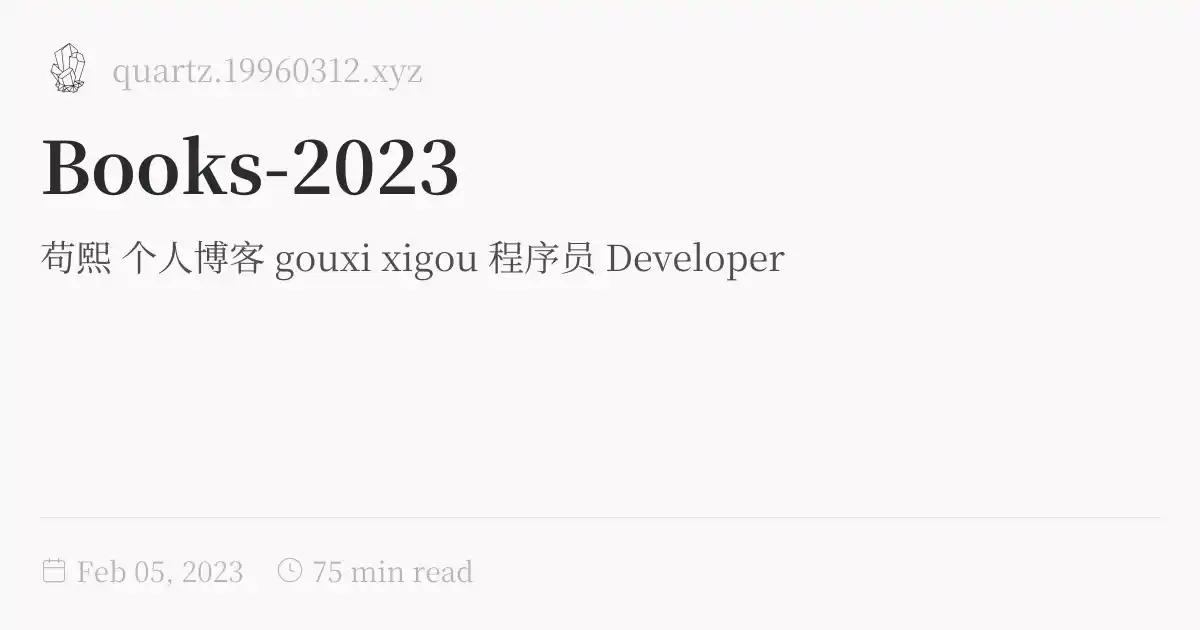 quartz.19960312.xyz
Books-2023
苟熙 个人博客 gouxi xigou 程序员 Developer
Feb 05, 2023 75 min read